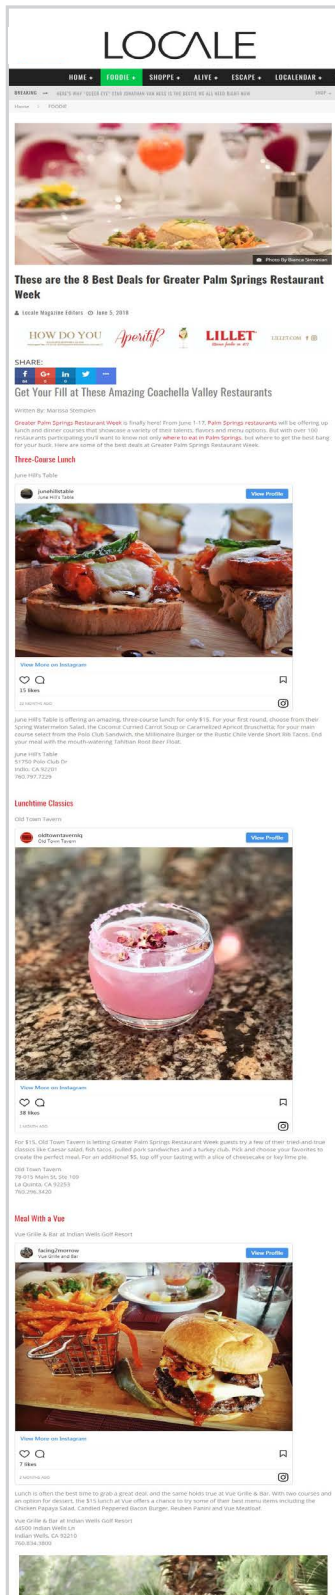 LOCALE
HOME + FOODIE + SHOPPE + ALIVE + ESCAPE + LOCALENDAR +
BREAKING — HERE'S WHY "QUEER EYE" STAR JONATHAN VAN NESS IS THE BESTIE WE ALL NEED RIGHT NOW
Home FOODIE
Photo By Bianca Simonian
These are the 8 Best Deals for Greater Palm Springs Restaurant
Week
Locale Magazine Editors June 5, 2018
HOW DO YOU Aperitif? LILLET LILLET.COM
SHARE:
Get Your Fill at These Amazing Coachella Valley Restaurants
Written By: Marissa Stemplen
Greater Palm Springs Restaurant Week is finally here! From June 1-17, Palm Springs restaurants will be offering up
lunch and dinner courses that showcase a variety of their talents, flavors and menu options. But with over 100
restaurants participating you'd want to know not only where to eat in Palm Springs, but where to get the best bang
for your buck. Here are some of the best deals at Greater Palm Springs Restaurant Week.
Three-Course Lunch
June Hill's Table
junehillstable
June Hill's Table
View Profile
View More on Instagram
15 likes
June Hill's Table is offering an amazing, three-course lunch for only $15. For your first round, choose from their
Spring Watermelon Salad, the Coconut Curried Carrot Soup or Caramelized Apricot Bruschetta; for your main
course select from the Polo Club Sandwich, the Millionaire Burger or the Rustic Chile Verde Short Rib Tacos. End
your meal with the mouth-watering Tahitian Root Beer Float.
June Hill's Table
51750 Polo Club Dr
Indio, CA 92201
760.797.7229
Lunchtime Classics
Old Town Tavern
oldtowntavernlq
Old Town Tavern
View Profile
View More on Instagram
38 likes
For $15, Old Town Tavern is letting Greater Palm Springs Restaurant Week guests try a few of their tried-and-true
classics like Caesar salad, fish tacos, pulled pork sandwiches and a turkey club. Pick and choose your favorites to
create the perfect meal. For an additional $5, top off your tasting with a slice of cheesecake or key lime pie.
Old Town Tavern
78-015 Main St, Ste 109
La Quinta, CA 92253
760.296.3420
Meal With a Vue
Vue Grille & Bar at Indian Wells Golf Resort
facing2morrow
Vue Grille and Bar
View Profile
View More on Instagram
7 likes
Lunch is often the best time to grab a great deal, and the same holds true at Vue Grille & Bar. With two courses and
an option for dessert, the $15 lunch at Vue offers a chance to try some of their best menu items including the
Chicken Papaya Salad, Candied Peppered Bacon Burger, Reuben Panini and Vue Meatloaf.
Vue Grille & Bar at Indian Wells Golf Resort
44500 Indian Wells Ln
Indian Wells, CA 92210
760.834.3800